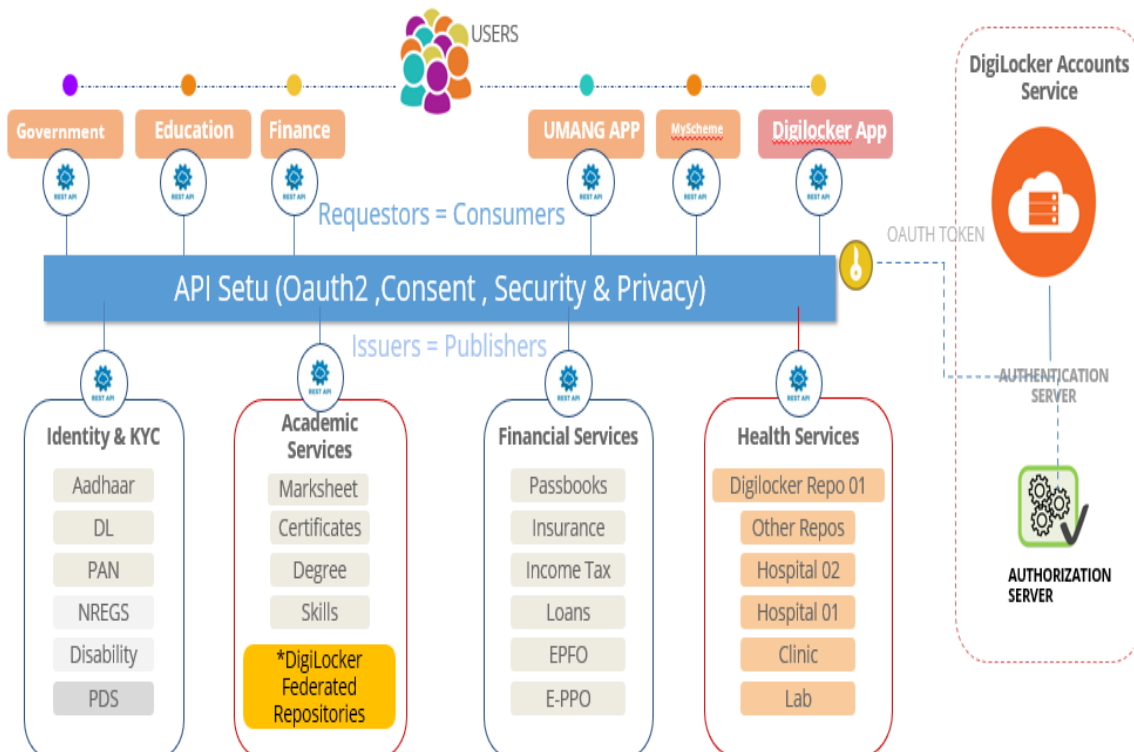 USERS
DigiLocker Accounts
Service
Government
Education
Finance
UMANG APP
MyScheme
Digilocker App
REST API
REST API
REST API
REST API
REST API
REST API
Requestors = Consumers
OAUTH TOKEN
API Setu (Oauth2 ,Consent , Security & Privacy)
Issuers = Publishers
REST API
REST API
REST API
REST API
AUTHENTICATION
SERVER
Identity & KYC
Aadhaar
DL
PAN
NREGS
Disability
PDS
Academic
Services
Marksheet
Certificates
Degree
Skills
*DigiLocker
Federated
Repositories
Financial Services
Passbooks
Insurance
Income Tax
Loans
EPFO
E-PPO
Health Services
Digilocker Repo 01
Other Repos
Hospital 02
Hospital 01
Clinic
Lab
AUTHORIZATION
SERVER